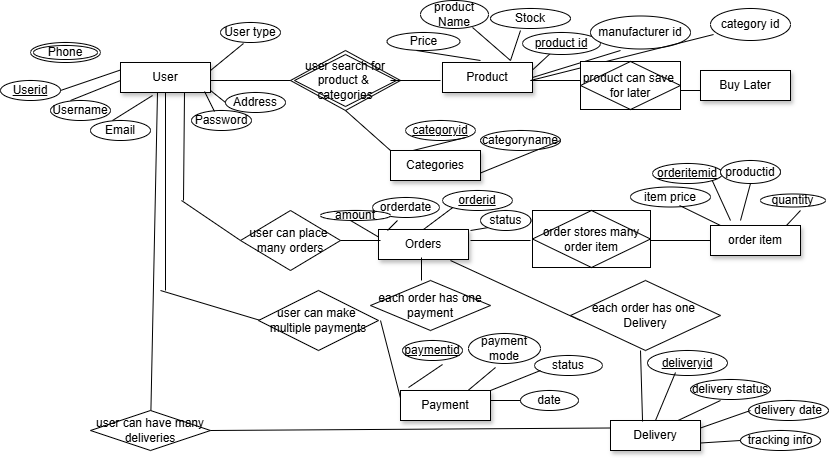 product
Name
Stock
manufacturer id
category id
User type
Price
product id
Phone
user search for
product &
categories
User
Product
product can save
for later
Buy Later
Userid
Username
Address
Password
Email
categoryid
categoryname
Categories
orderitemid
productid
item price
quantity
orderid
orderdate
amount
status
user can place
many orders
Orders
order stores many
order item
order item
each order has one
payment
each order has one
Delivery
user can make
multiple payments
paymentid
payment
mode
status
deliveryid
delivery status
date
Payment
delivery date
user can have many
deliveries
Delivery
tracking info